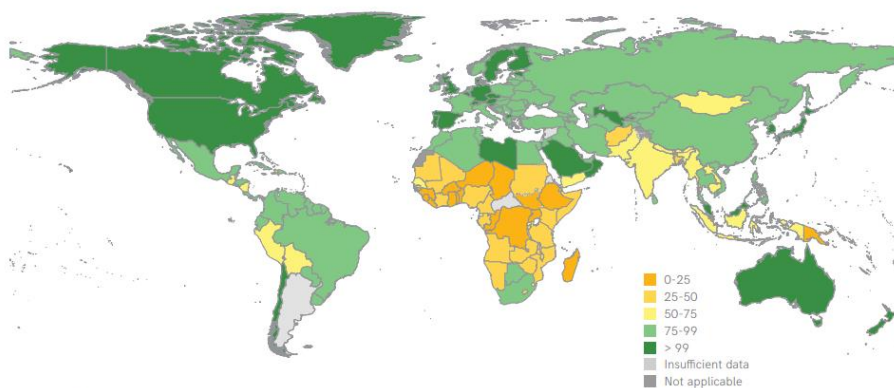 0-25
25-50
50-75
75-99
> 99
Insufficient data
Not applicable